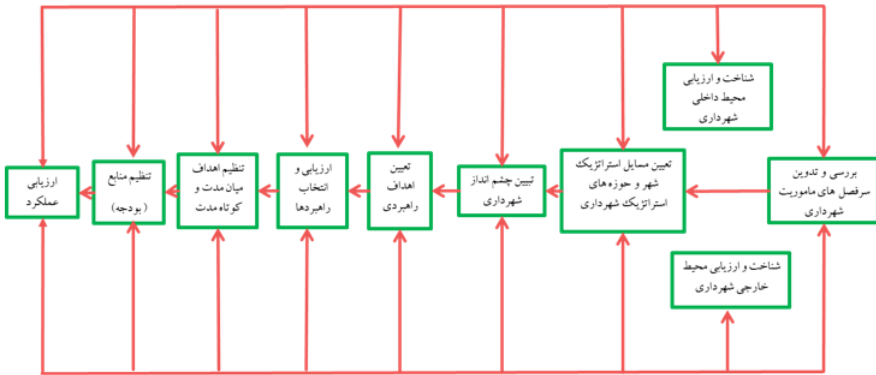 شناخت و ارزیابی
محیط داخلی
شهرداری
بررسی و تدوین
سرفصل های ماموریت
شهرداری
شناخت و ارزیابی محیط
خارجی شهرداری
تعیین مسایل استراتژیک
شهر و حوزه های
استراتژیک شهرداری
تبیین چشم انداز
شهرداری
تعیین
اهداف
راهبردی
ارزیابی و
انتخاب
راهبردها
تنظیم اهداف
میان مدت و
کوتاه مدت
تنظیم منابع
(بودجه)
ارزیابی
عملکرد